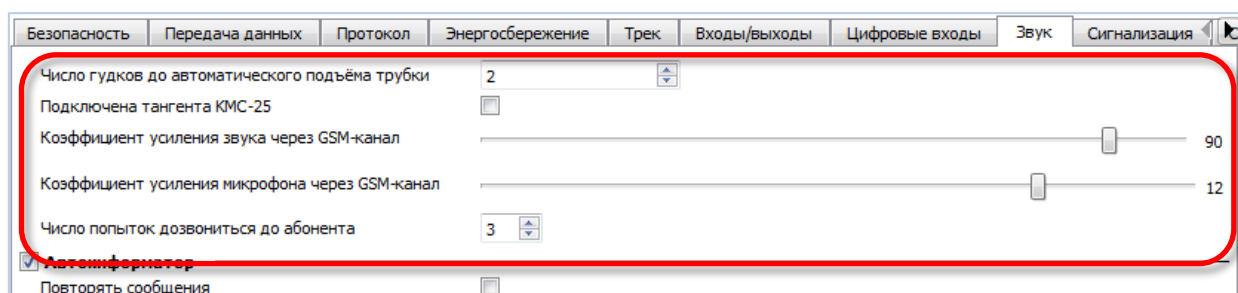 Безопасность Передача данных Протокол Энергосбережение Трек Входы/выходы Цифровые входы Звук Сигнализация
Число гудков до автоматического подъёма трубки 2
Подключена тангента КМС-25
Коэффициент усиления звука через GSM-канал 90
Коэффициент усиления микрофона через GSM-канал 12
Число попыток дозвониться до абонента 3
Автоинформатор
Повторять сообщения